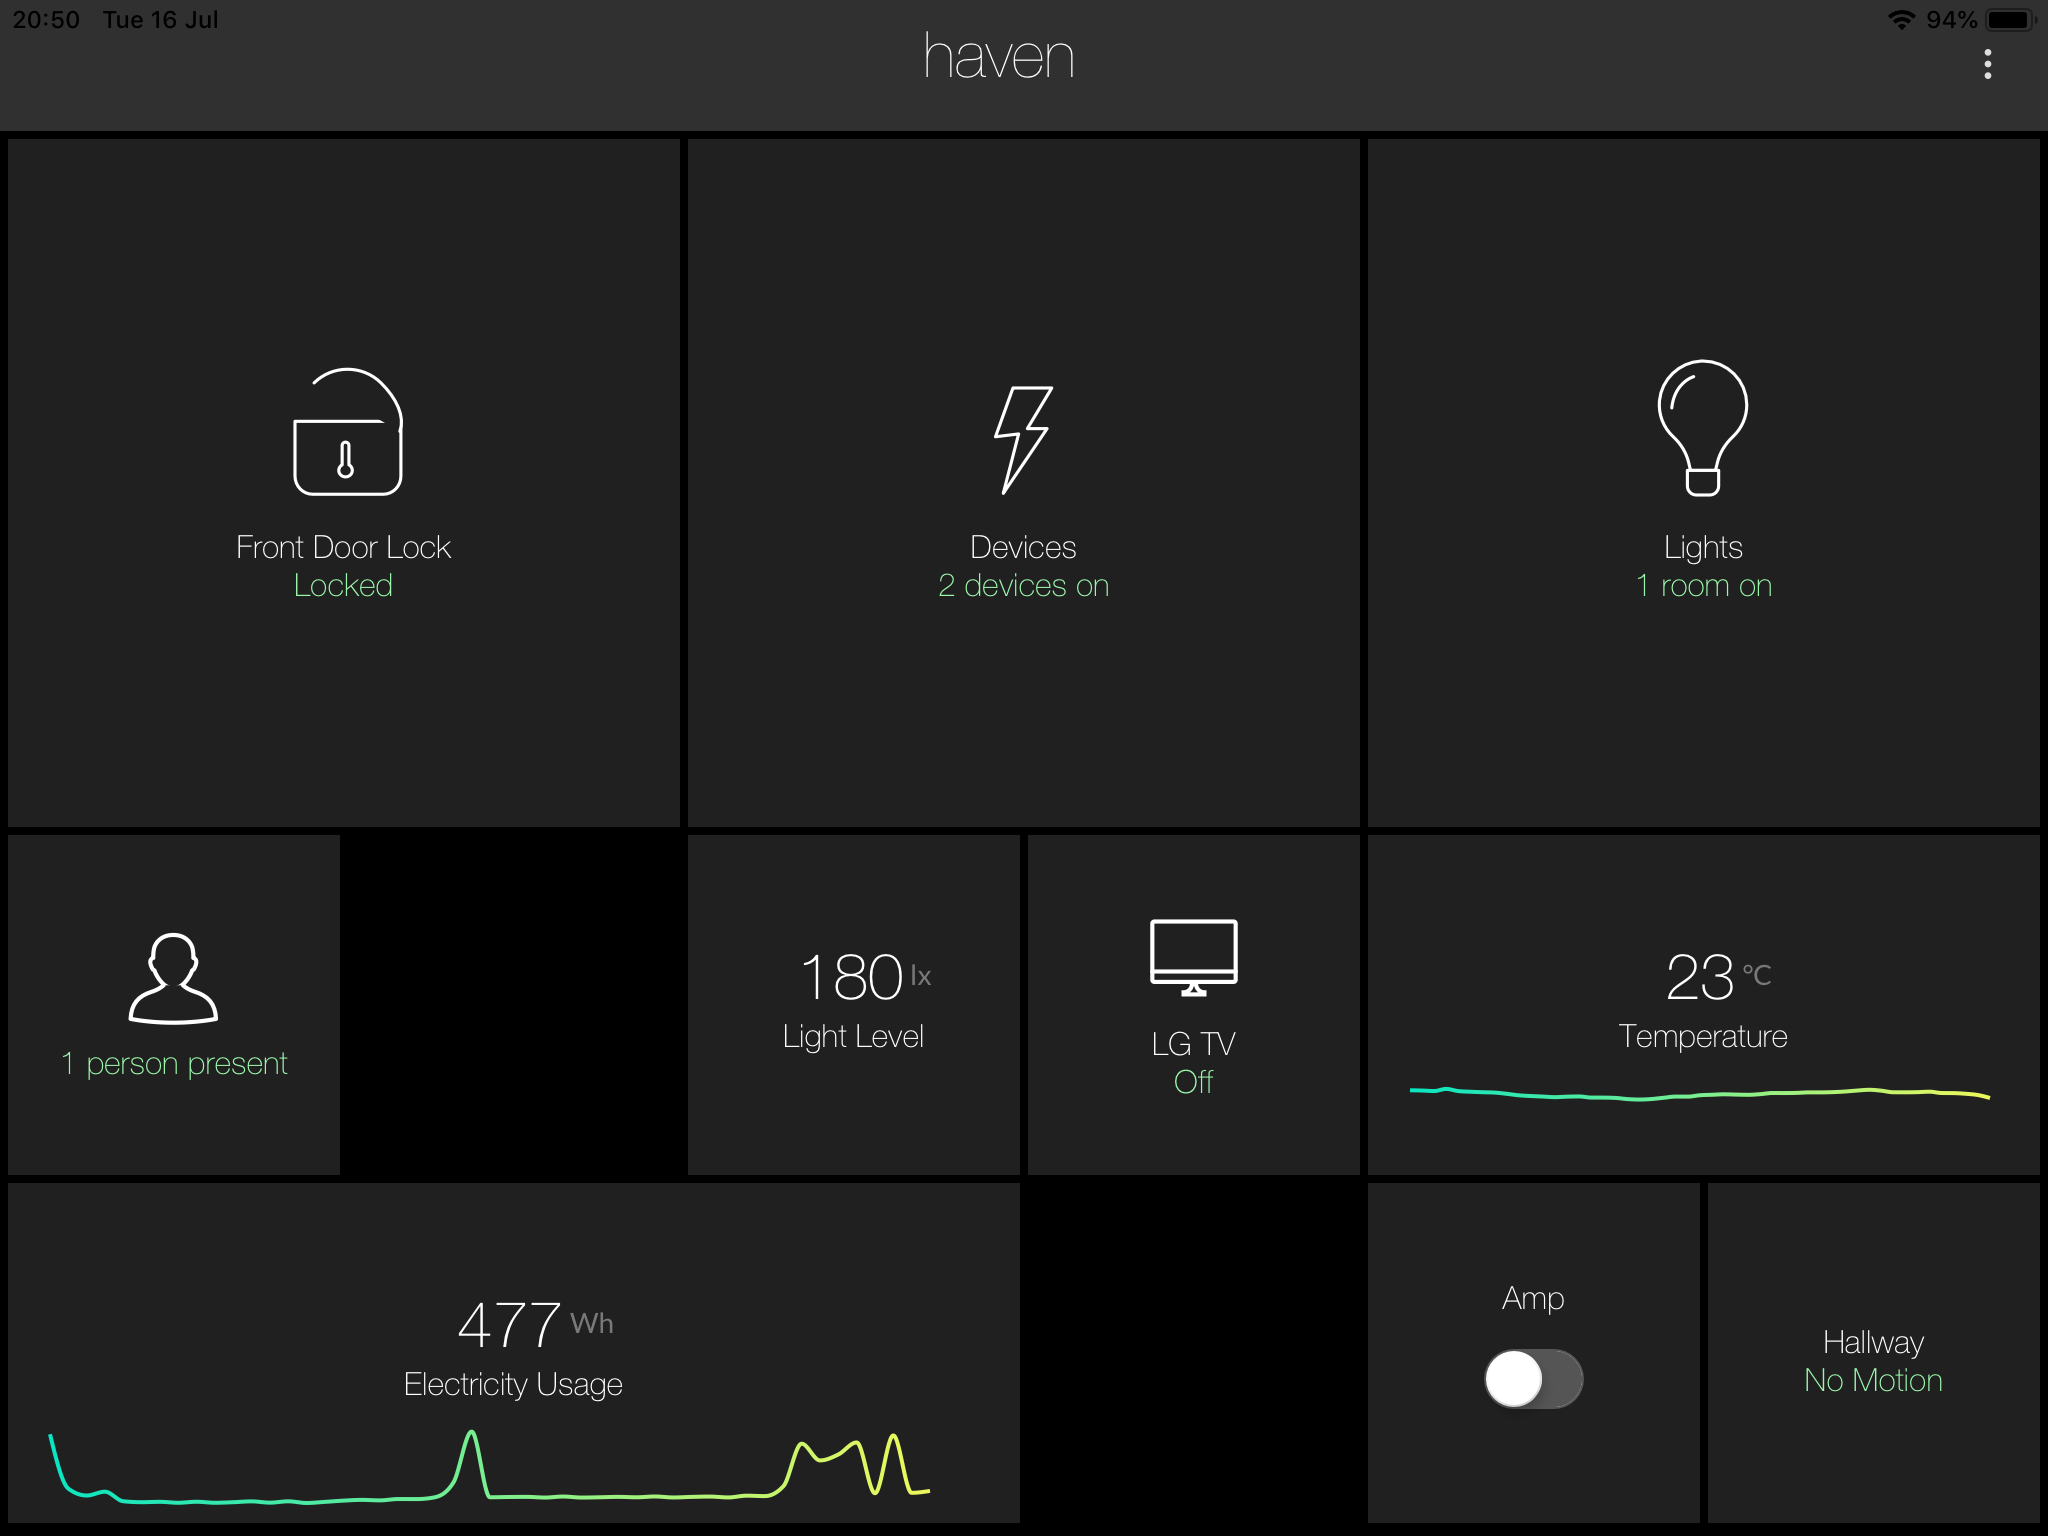 20:50 Tue 16 Jul
94%
haven
Front Door Lock
Locked
Devices
2 devices on
Lights
1 room on
1 person present
180 lx
Light Level
LG TV
Off
23 °C
Temperature
477 Wh
Electricity Usage
Amp
Hallway
No Motion